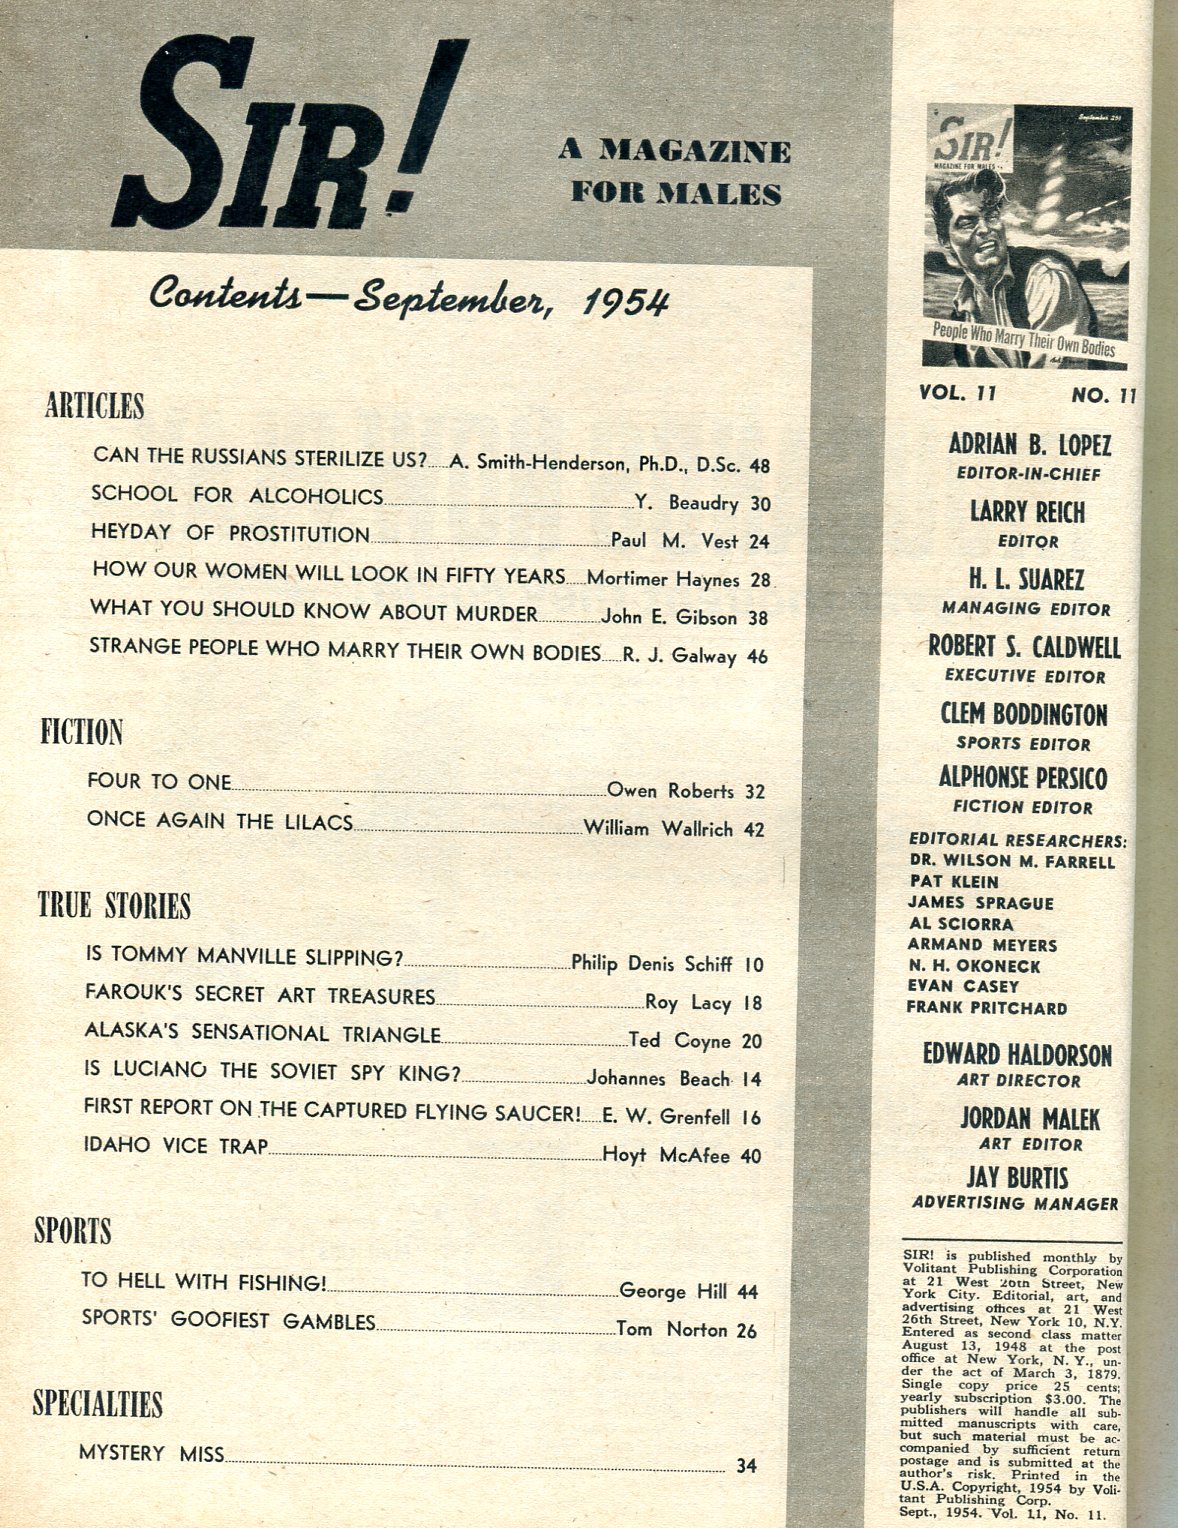 SIR!
A MAGAZINE
FOR MALES
Contents—September, 1954
ARTICLES
CAN THE RUSSIANS STERILIZE US?.....A. Smith-Henderson, Ph.D., D.Sc. 48
SCHOOL FOR ALCOHOLICS.....Y. Beaudry 30
HEYDAY OF PROSTITUTION.....Paul M. Vest 24
HOW OUR WOMEN WILL LOOK IN FIFTY YEARS.....Mortimer Haynes 28
WHAT YOU SHOULD KNOW ABOUT MURDER.....John E. Gibson 38
STRANGE PEOPLE WHO MARRY THEIR OWN BODIES.....R. J. Galway 46
FICTION
FOUR TO ONE.....Owen Roberts 32
ONCE AGAIN THE LILACS.....William Wallrich 42
TRUE STORIES
IS TOMMY MANVILLE SLIPPING?.....Philip Denis Schiff 10
FAROUK'S SECRET ART TREASURES.....Roy Lacy 18
ALASKA'S SENSATIONAL TRIANGLE.....Ted Coyne 20
IS LUCIANO THE SOVIET SPY KING?.....Johannes Beach 14
FIRST REPORT ON THE CAPTURED FLYING SAUCER!.....E. W. Grenfell 16
IDAHO VICE TRAP.....Hoyt McAfee 40
SPORTS
TO HELL WITH FISHING!.....George Hill 44
SPORTS' GOOFIEST GAMBLES.....Tom Norton 26
SPECIALTIES
MYSTERY MISS..... 34
September 25¢
SIR!
MAGAZINE FOR MALES
People Who Marry Their Own Bodies
VOL. 11 NO. 11
ADRIAN B. LOPEZ
EDITOR-IN-CHIEF
LARRY REICH
EDITOR
H. L. SUAREZ
MANAGING EDITOR
ROBERT S. CALDWELL
EXECUTIVE EDITOR
CLEM BODDINGTON
SPORTS EDITOR
ALPHONSE PERSICO
FICTION EDITOR
EDITORIAL RESEARCHERS:
DR. WILSON M. FARRELL
PAT KLEIN
JAMES SPRAGUE
AL SCIORRA
ARMAND MEYERS
N. H. OKONECK
EVAN CASEY
FRANK PRITCHARD
EDWARD HALDORSON
ART DIRECTOR
JORDAN MALEK
ART EDITOR
JAY BURTIS
ADVERTISING MANAGER
SIR! is published monthly by
Volitant Publishing Corporation
at 21 West 26th Street, New
York City. Editorial, art, and
advertising offices at 21 West
26th Street, New York 10, N.Y.
Entered as second class matter
August 13, 1948 at the post
office at New York, N. Y., un-
der the act of March 3, 1879.
Single copy price 25 cents;
yearly subscription $3.00. The
publishers will handle all sub-
mitted manuscripts with care,
but such material must be ac-
companied by sufficient return
postage and is submitted at the
author's risk. Printed in the
U.S.A. Copyright, 1954 by Voli-
tant Publishing Corp.
Sept., 1954. Vol. 11, No. 11.